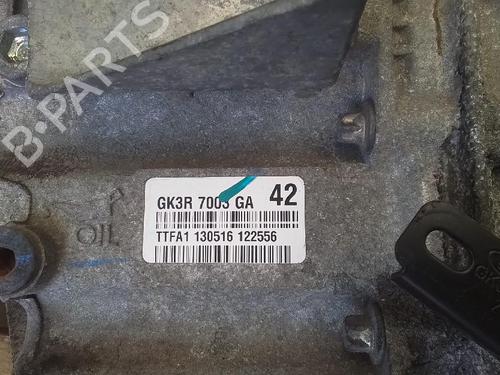 B-PARTS
OIL
GK3R 7003 GA 42
TTFA1 130516 122556